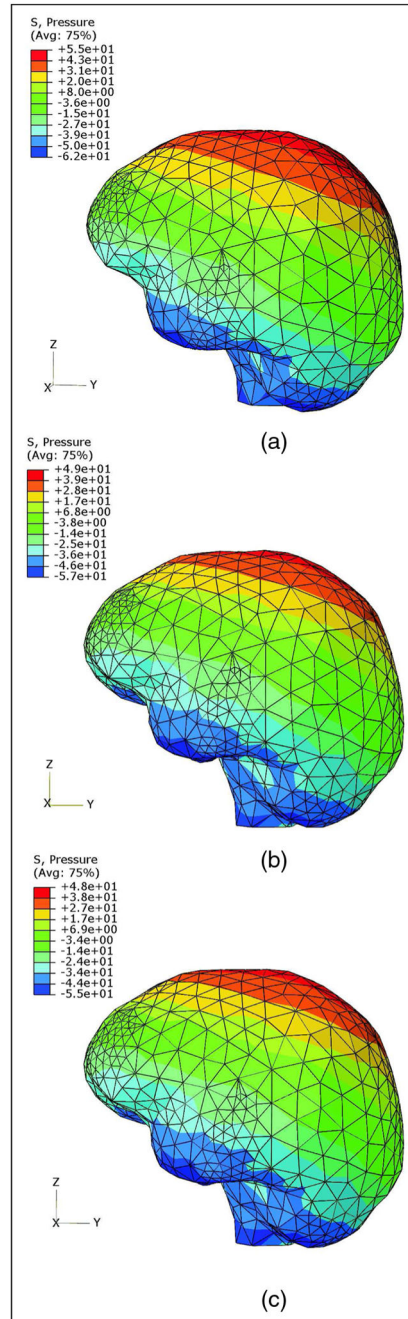 S, Pressure
(Avg: 75%)
+5.5e+01
+4.3e+01
+3.1e+01
+2.0e+01
+8.0e+00
-3.6e+00
-1.5e+01
-2.7e+01
-3.9e+01
-5.0e+01
-6.2e+01
Z
X
Y
(a)
S, Pressure
(Avg: 75%)
+4.9e+01
+3.9e+01
+2.8e+01
+1.7e+01
+6.8e+00
-3.8e+00
-1.4e+01
-2.5e+01
-3.6e+01
-4.6e+01
-5.7e+01
Z
X
Y
(b)
S, Pressure
(Avg: 75%)
+4.8e+01
+3.8e+01
+2.7e+01
+1.7e+01
+6.9e+00
-3.4e+00
-1.4e+01
-2.4e+01
-3.4e+01
-4.4e+01
-5.5e+01
Z
X
Y
(c)